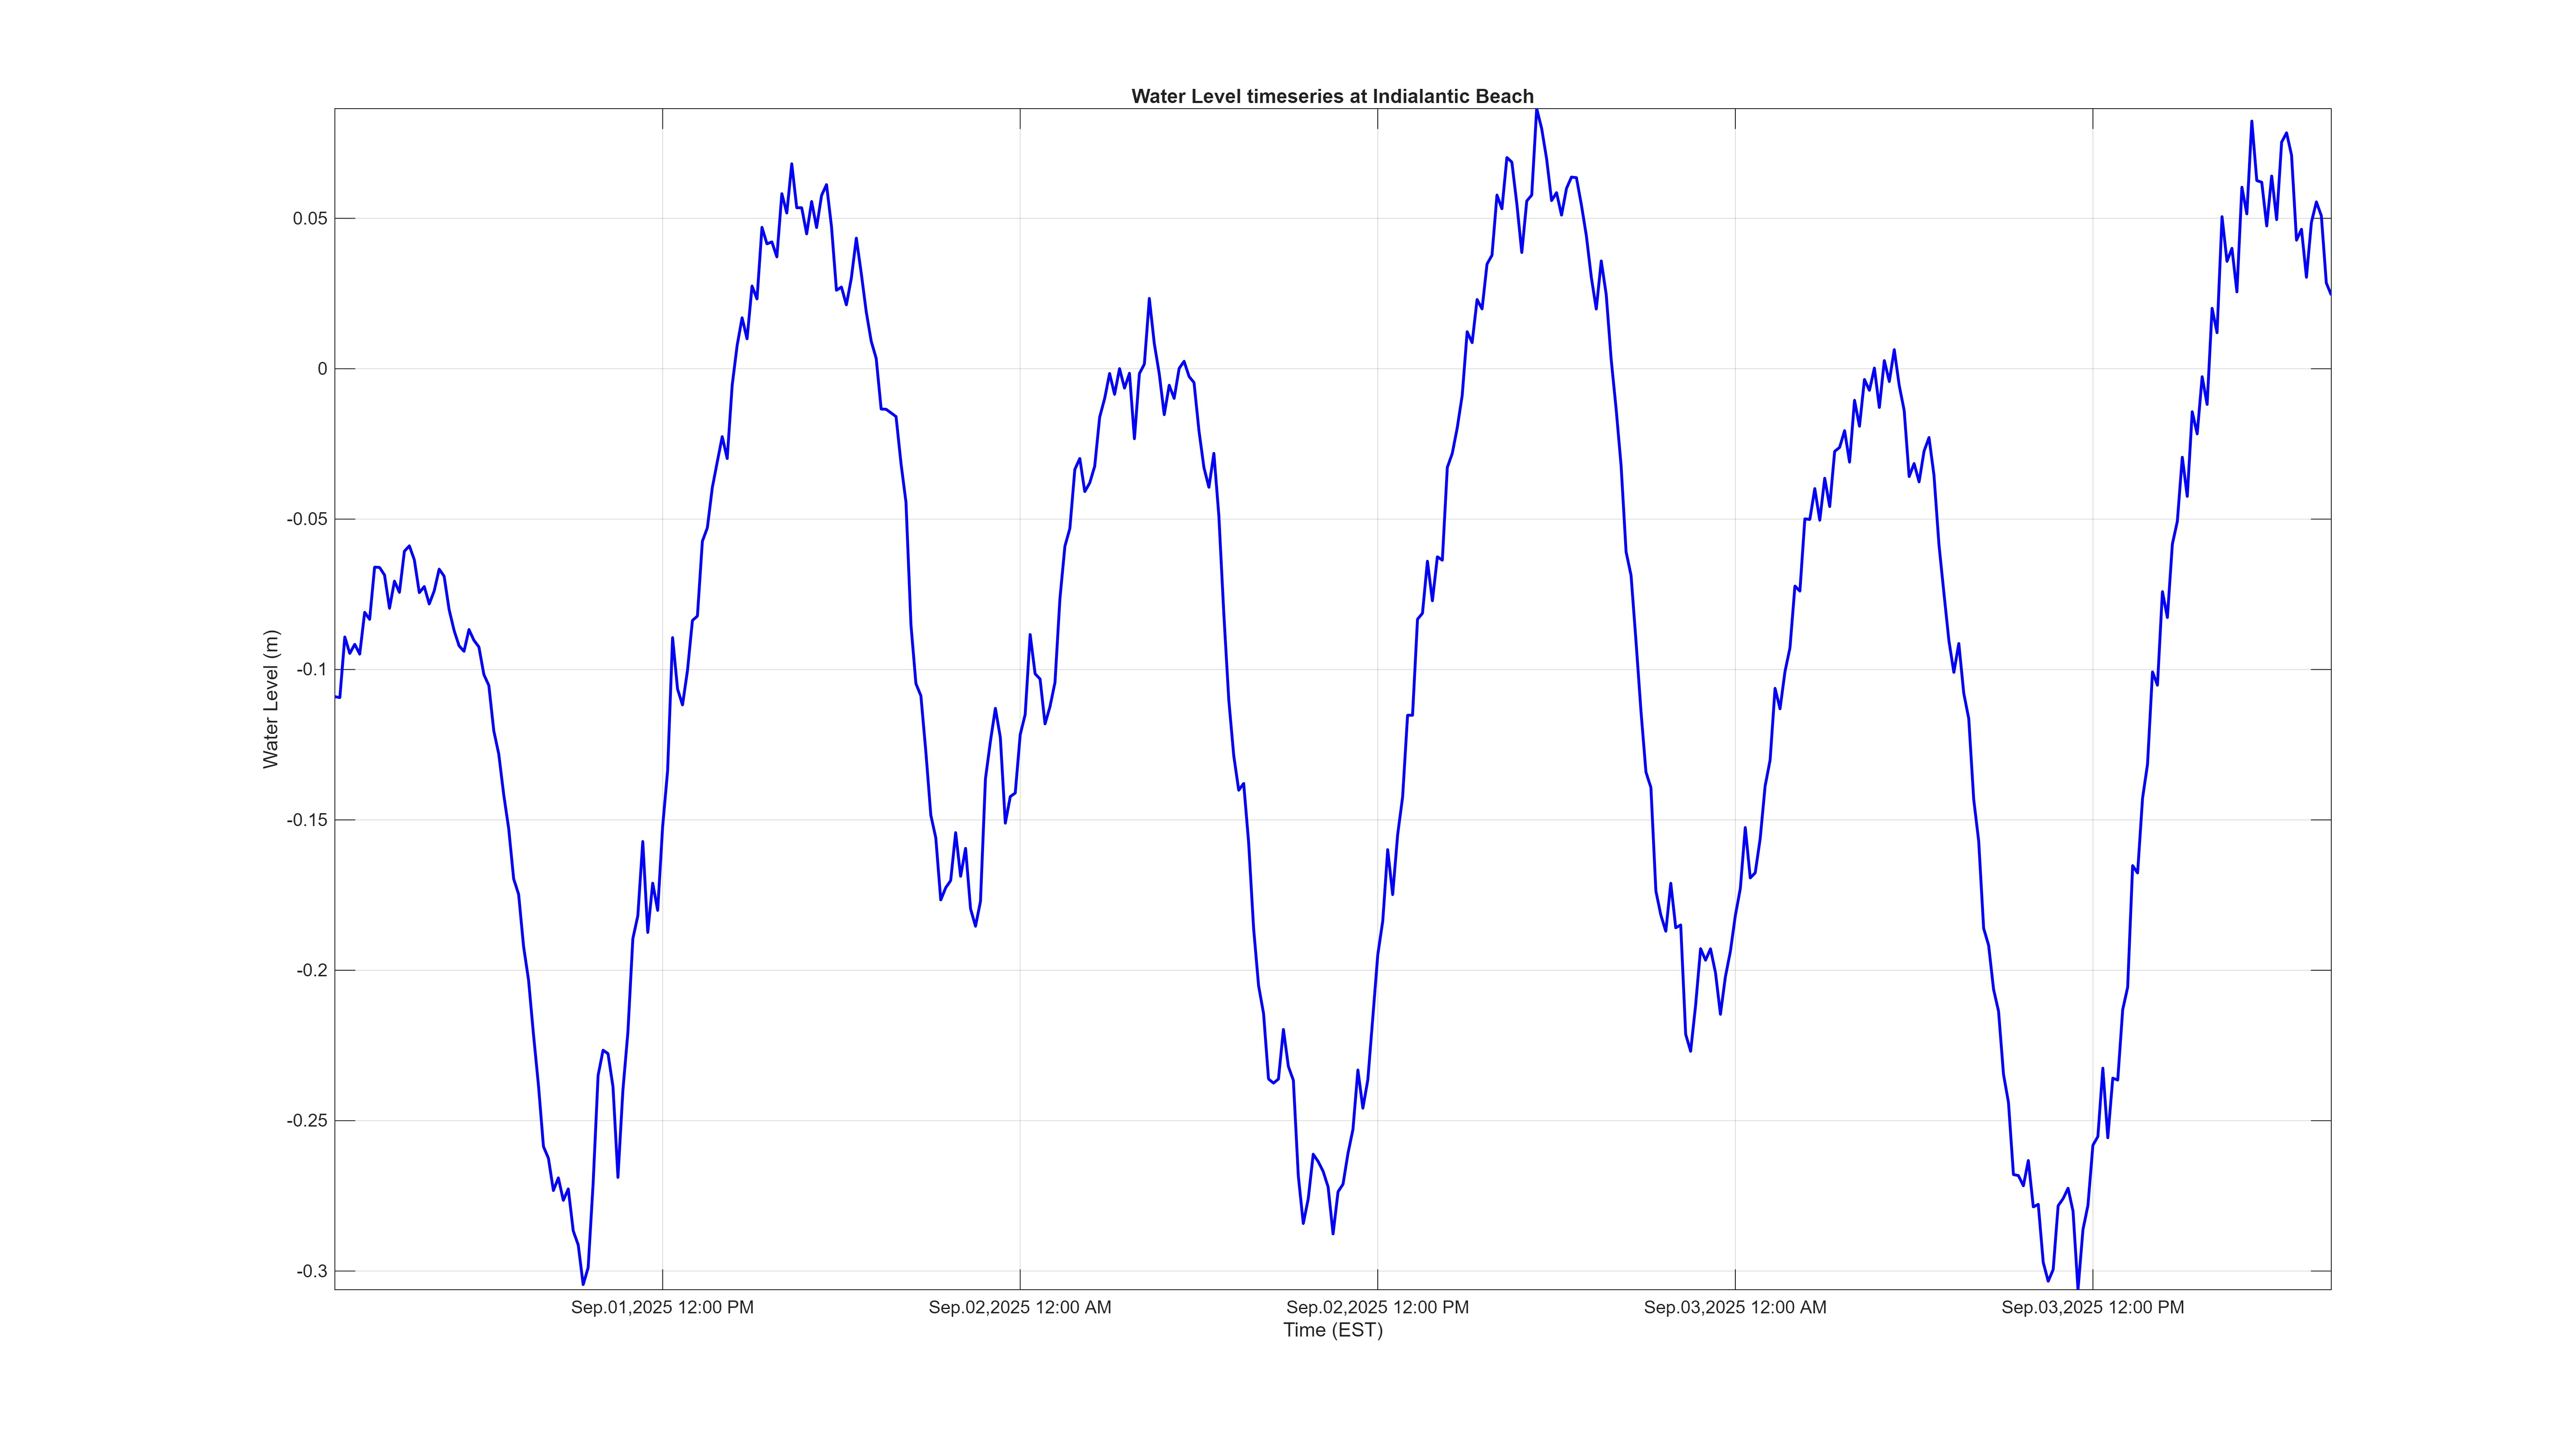 Water Level timeseries at Indialantic Beach
0.05
0
-0.05
-0.1
-0.15
-0.2
-0.25
-0.3
Water Level (m)
Sep.01,2025 12:00 PM
Sep.02,2025 12:00 AM
Sep.02,2025 12:00 PM
Sep.03,2025 12:00 AM
Sep.03,2025 12:00 PM
Time (EST)